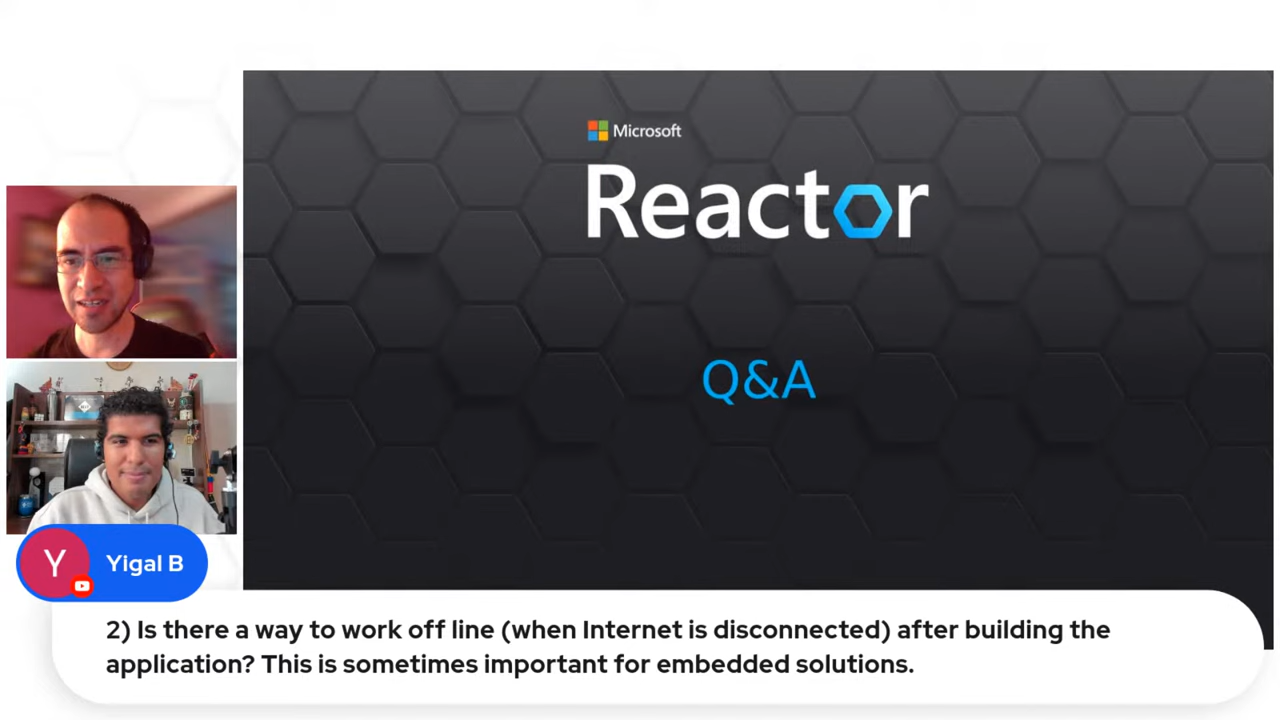 Microsoft
Reactor
Q&A
Y
Yigal B
2) Is there a way to work off line (when Internet is disconnected) after building the
application? This is sometimes important for embedded solutions.